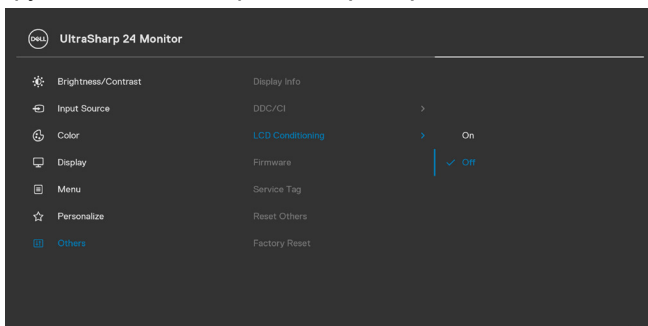 DELL UltraSharp 24 Monitor
Brightness/Contrast
Input Source
Color
Display
Menu
Personalize
Others
Display Info
DDC/CI
LCD Conditioning
Firmware
Service Tag
Reset Others
Factory Reset
On
Off